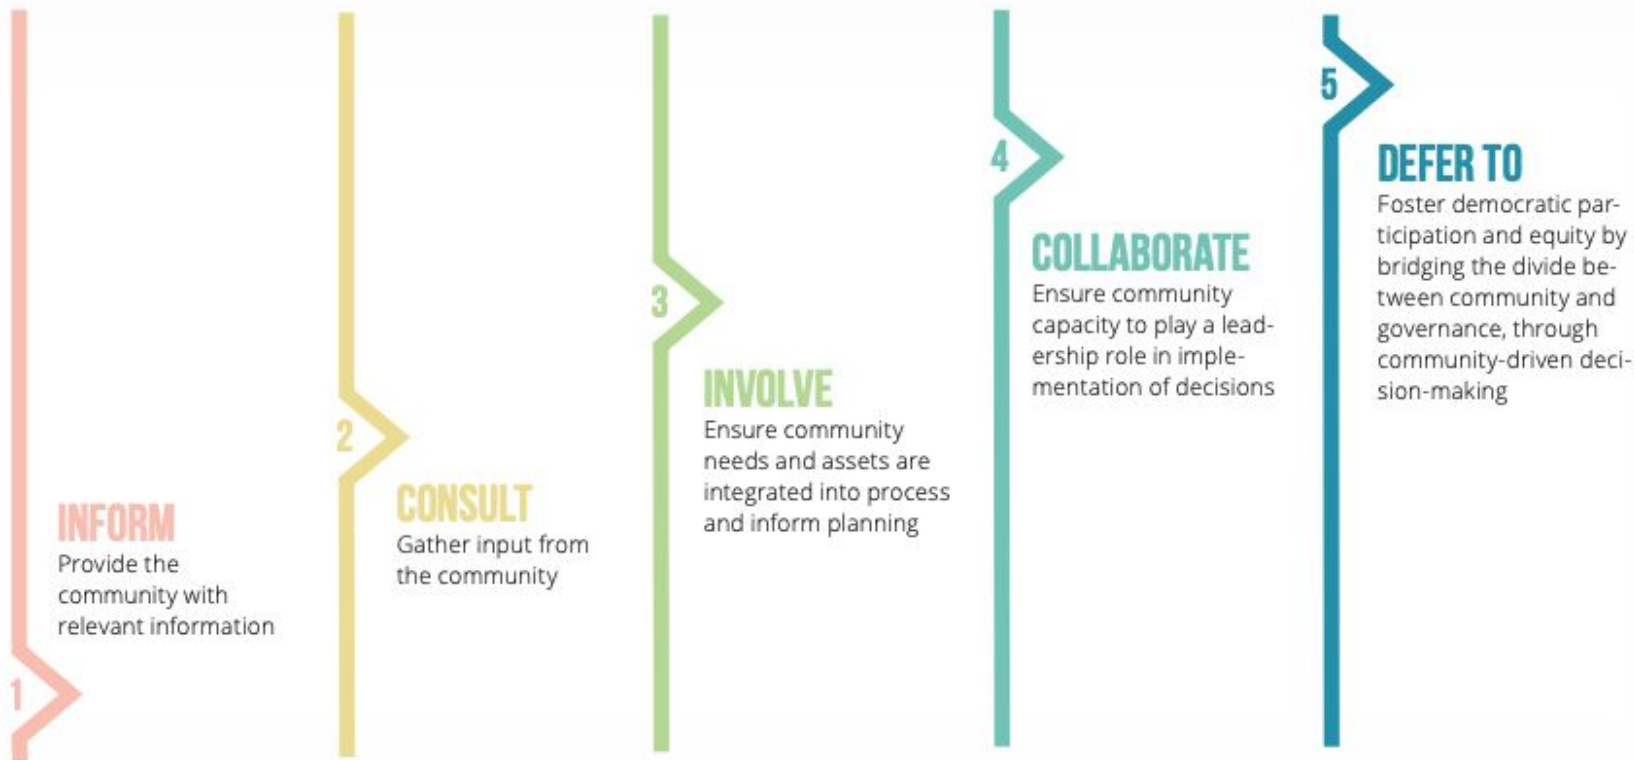 1
INFORM
Provide the
community with
relevant information
2
CONSULT
Gather input from
the community
3
INVOLVE
Ensure community
needs and assets are
integrated into process
and inform planning
4
COLLABORATE
Ensure community
capacity to play a lead-
ership role in imple-
mentation of decisions
5
DEFER TO
Foster democratic par-
ticipation and equity by
bridging the divide be-
tween community and
governance, through
community-driven deci-
sion-making